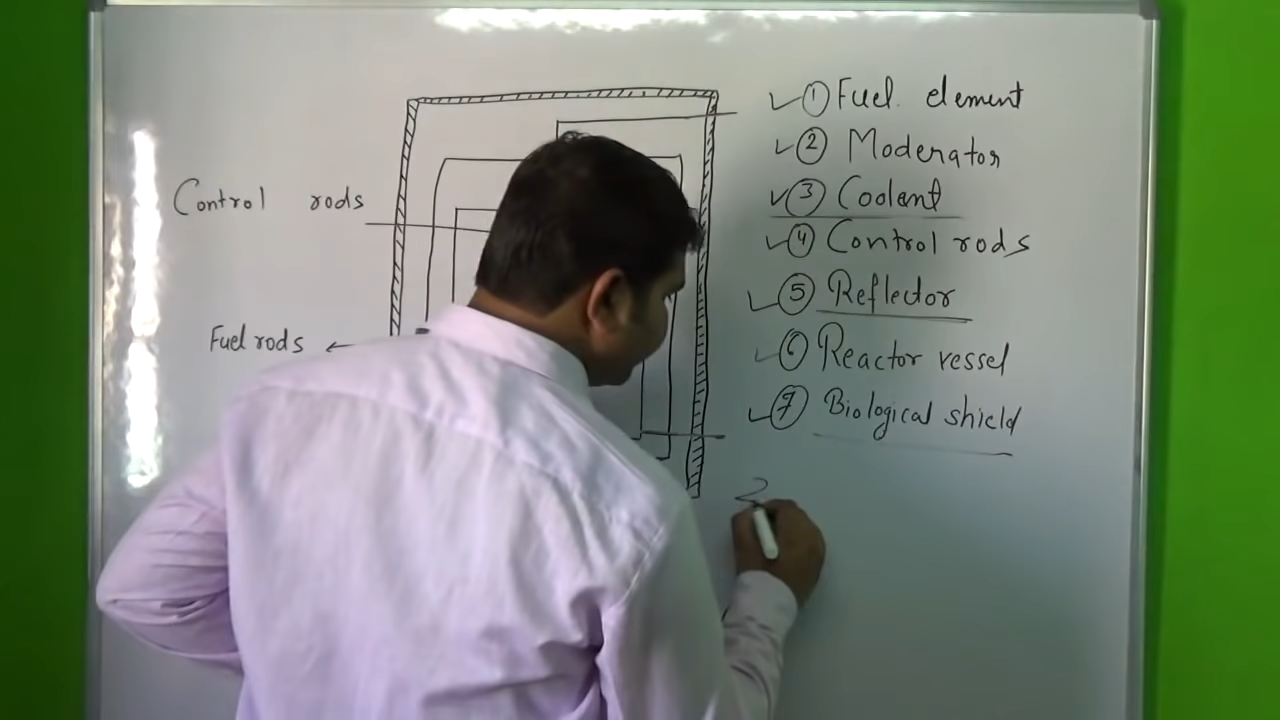 Control rods
Fuel rods
① Fuel element
② Moderator
③ Coolant
④ Control rods
⑤ Reflector
⑥ Reactor vessel
⑦ Biological shield
2